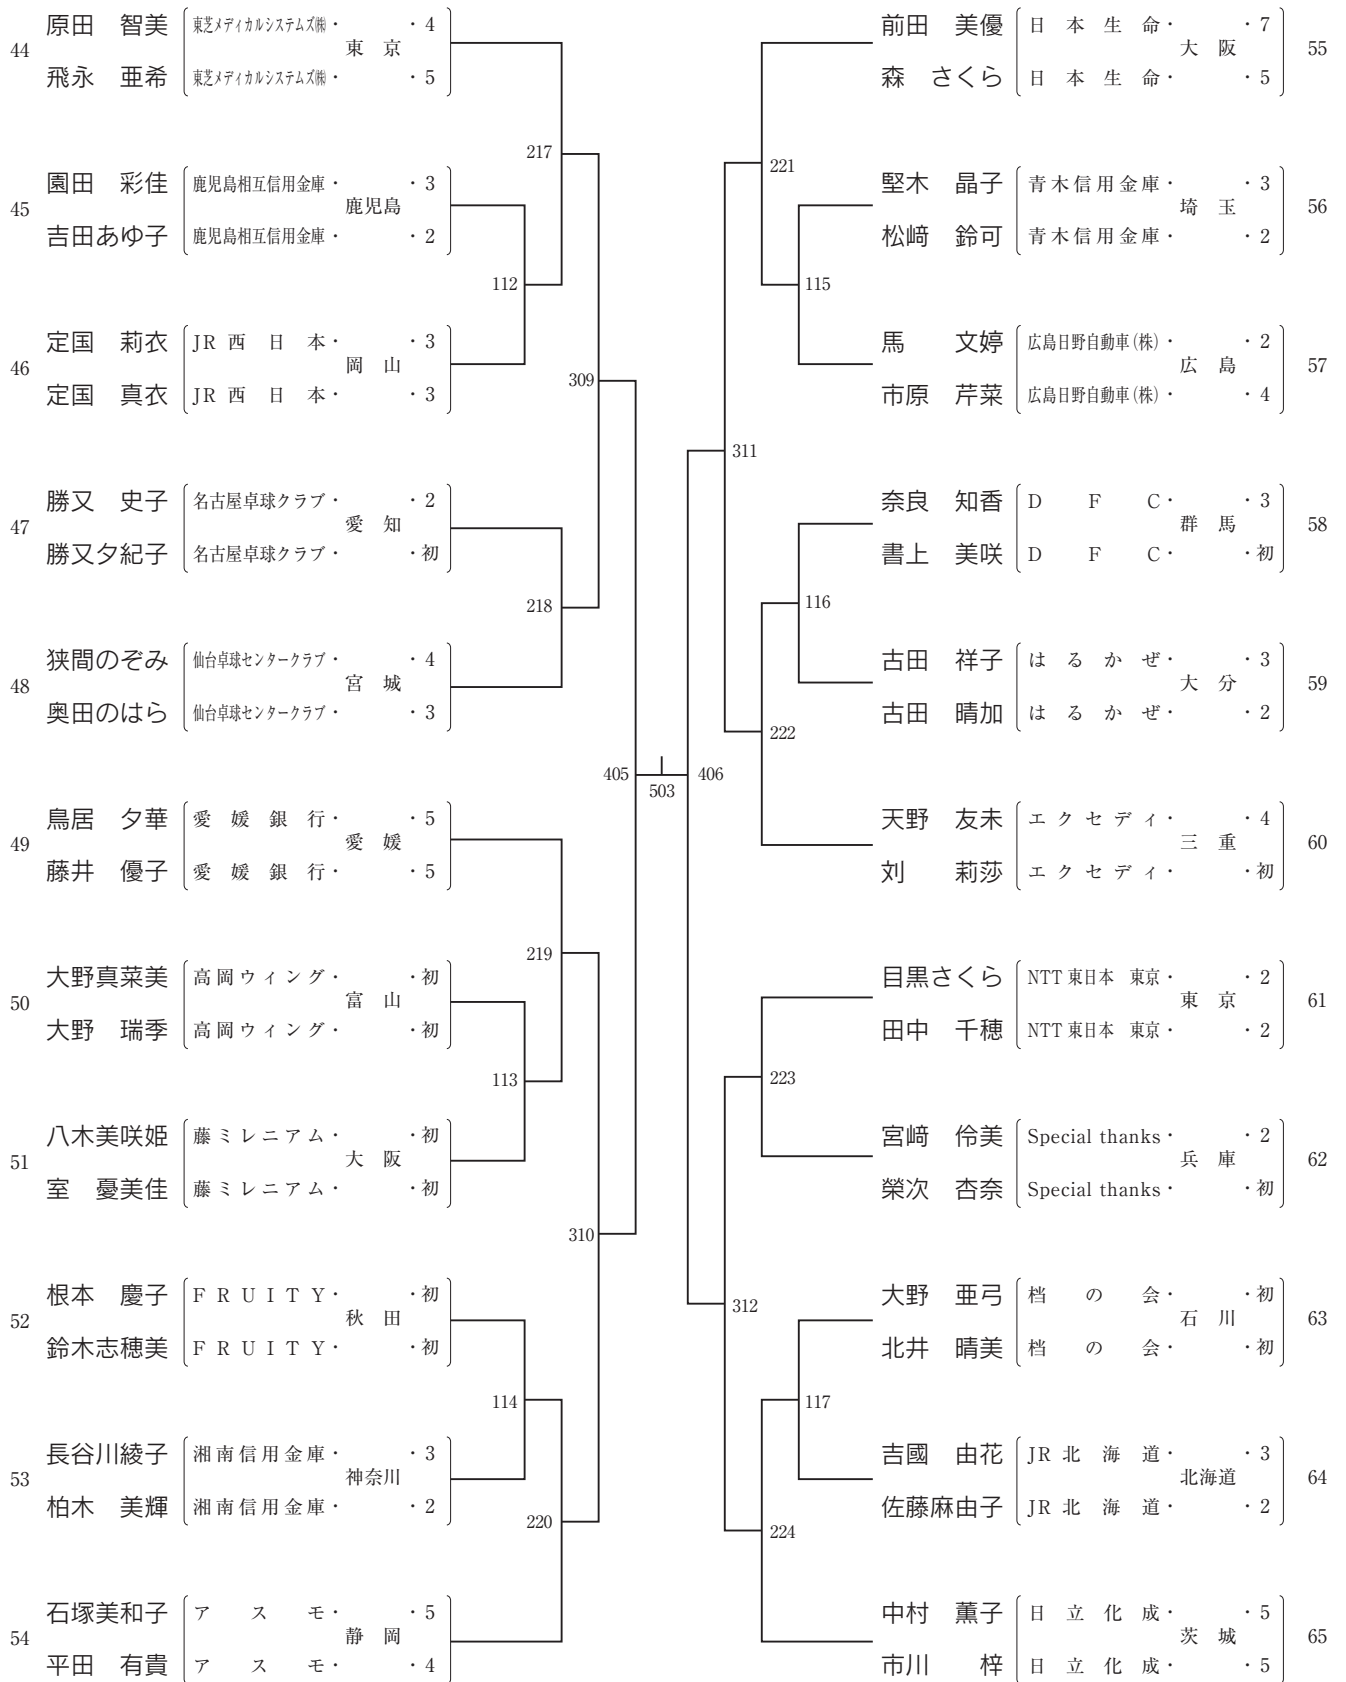 44 原田　智美 東芝メディカルシステムズ㈱・東京・4
飛永　亜希 東芝メディカルシステムズ㈱・・5
217
45 園田　彩佳 鹿児島相互信用金庫・鹿児島・3
吉田あゆ子 鹿児島相互信用金庫・・2
112
46 定国　莉衣 JR西日本・岡山・3
定国　真衣 JR西日本・・3
309
47 勝又　史子 名古屋卓球クラブ・愛知・2
勝又夕紀子 名古屋卓球クラブ・・初
218
48 狭間のぞみ 仙台卓球センタークラブ・宮城・4
奥田のはら 仙台卓球センタークラブ・・3
405
503
49 鳥居　夕華 愛媛銀行・愛媛・5
藤井　優子 愛媛銀行・・5
219
50 大野真菜美 高岡ウィング・富山・初
大野　瑞季 高岡ウィング・・初
113
51 八木美咲姫 藤ミレニアム・大阪・初
室　憂美佳 藤ミレニアム・・初
310
52 根本　慶子 FRUITY・秋田・初
鈴木志穂美 FRUITY・・初
114
53 長谷川綾子 湘南信用金庫・神奈川・3
柏木　美輝 湘南信用金庫・・2
220
54 石塚美和子 アスモ・静岡・5
平田　有貴 アスモ・・4
前田　美優 日本生命・大阪・7 55
森　さくら 日本生命・・5
221
堅木　晶子 青木信用金庫・埼玉・3 56
松﨑　鈴可 青木信用金庫・・2
115
馬　　文婷 広島日野自動車(株)・広島・2 57
市原　芹菜 広島日野自動車(株)・・4
311
奈良　知香 DFC・群馬・3 58
書上　美咲 DFC・・初
116
古田　祥子 はるかぜ・大分・3 59
古田　晴加 はるかぜ・・2
222
406
天野　友未 エクセディ・三重・4 60
刘　　莉莎 エクセディ・・初
目黒さくら NTT東日本 東京・東京・2 61
田中　千穂 NTT東日本 東京・・2
223
宮﨑　伶美 Special thanks・兵庫・2 62
榮次　杏奈 Special thanks・・初
312
大野　亜弓 档の会・石川・初 63
北井　晴美 档の会・・初
117
吉國　由花 JR北海道・北海道・3 64
佐藤麻由子 JR北海道・・2
224
中村　薫子 日立化成・茨城・5 65
市川　　梓 日立化成・・5